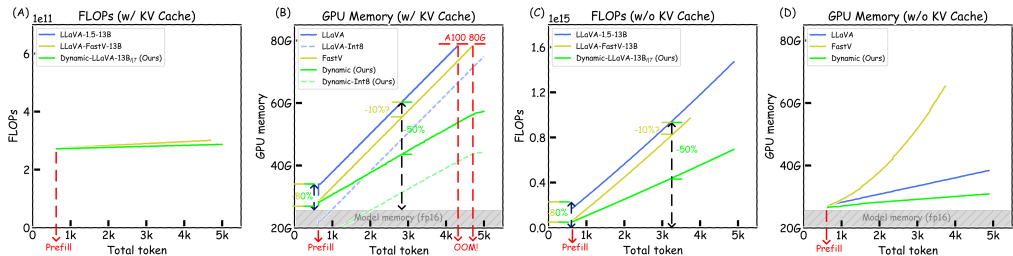 (A)
FLOPs (w/ KV Cache)
1e11
LLaVA-1.5-13B
LLaVA-FastV-13B
Dynamic-LLaVA-13B_I|T (Ours)
6
4
2
0
FLOPs
0
1k
2k
3k
4k
5k
Prefill
Total token
(B)
GPU Memory (w/ KV Cache)
LLaVA
LLaVA-Int8
FastV
Dynamic (Ours)
Dynamic-Int8 (Ours)
A100 80G
80G
60G
40G
20G
GPU memory
-10%?
-50%
80%
Model memory (fp16)
1k
2k
3k
4k
5k
Prefill
Total token
OOM!
(C)
FLOPs (w/o KV Cache)
1e15
LLaVA-1.5-13B
LLaVA-FastV-13B
Dynamic-LLaVA-13B_I|T (Ours)
1.6
1.2
0.8
0.4
0.0
FLOPs
-10%?
-50%
80%
0
1k
2k
3k
4k
5k
Prefill
Total token
(D)
GPU Memory (w/o KV Cache)
LLaVA
FastV
Dynamic (Ours)
80G
60G
40G
20G
GPU memory
Model memory (fp16)
0
1k
2k
3k
4k
5k
Prefill
Total token